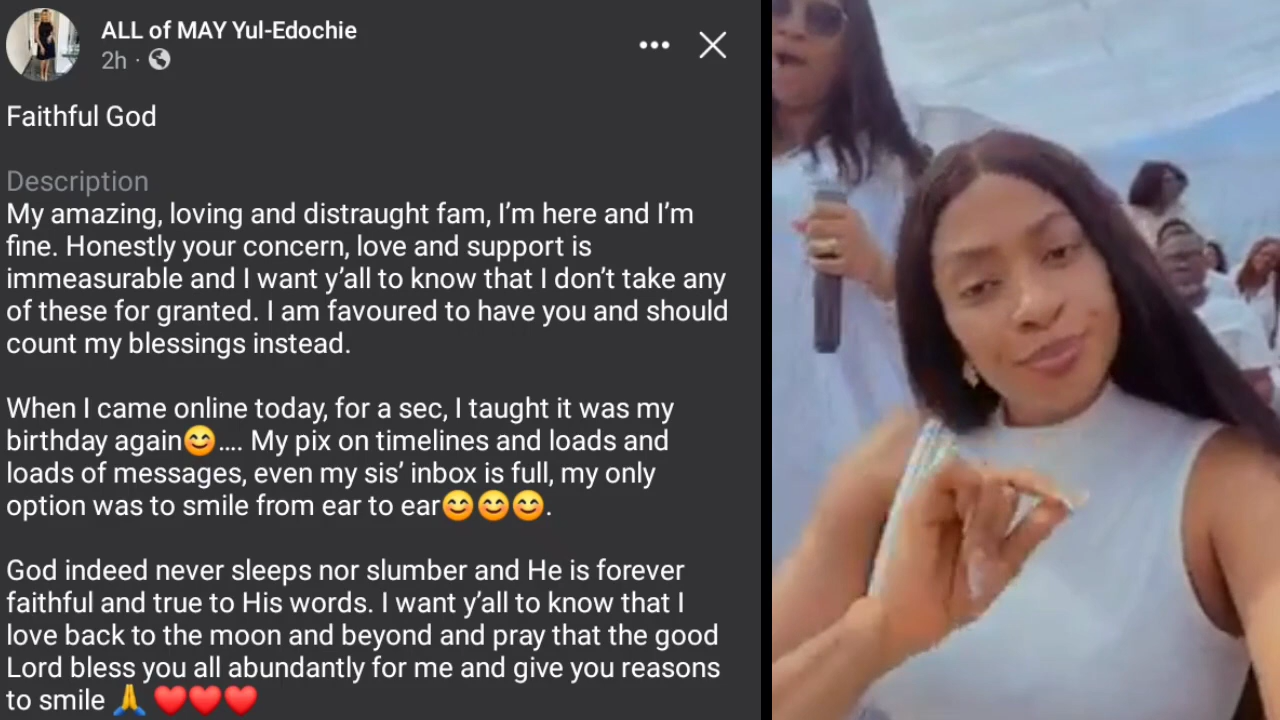 ALL of MAY Yul-Edochie
2h ·
Faithful God
Description
My amazing, loving and distraught fam, I’m here and I’m
fine. Honestly your concern, love and support is
immeasurable and I want y’all to know that I don’t take any
of these for granted. I am favoured to have you and should
count my blessings instead.
When I came online today, for a sec, I taught it was my
birthday again😊.... My pix on timelines and loads and
loads of messages, even my sis’ inbox is full, my only
option was to smile from ear to ear😊😊😊.
God indeed never sleeps nor slumber and He is forever
faithful and true to His words. I want y’all to know that I
love back to the moon and beyond and pray that the good
Lord bless you all abundantly for me and give you reasons
to smile 🙏 ❤️❤️❤️